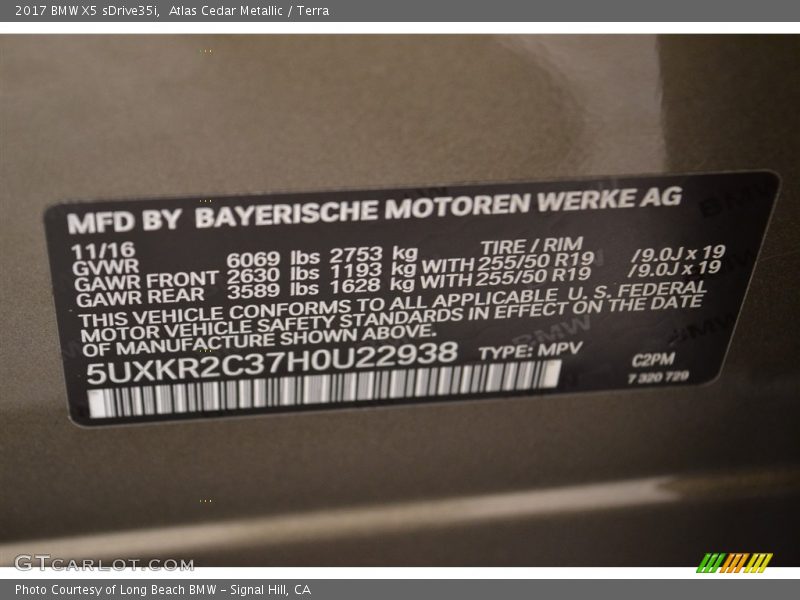 2017 BMW X5 sDrive35i,  Atlas Cedar Metallic / Terra
MFD BY BAYERISCHE MOTOREN WERKE AG
11/16 TIRE / RIM
GVWR 6069 lbs 2753 kg
GAWR FRONT 2630 lbs 1193 kg WITH 255/50 R19 /9.0J x 19
GAWR REAR 3589 lbs 1628 kg WITH 255/50 R19 /9.0J x 19
THIS VEHICLE CONFORMS TO ALL APPLICABLE U. S. FEDERAL
MOTOR VEHICLE SAFETY STANDARDS IN EFFECT ON THE DATE
OF MANUFACTURE SHOWN ABOVE.
5UXKR2C37H0U22938 TYPE: MPV C2PM
7 320 729
GTCARLOT.COM
Photo Courtesy of Long Beach BMW – Signal Hill, CA